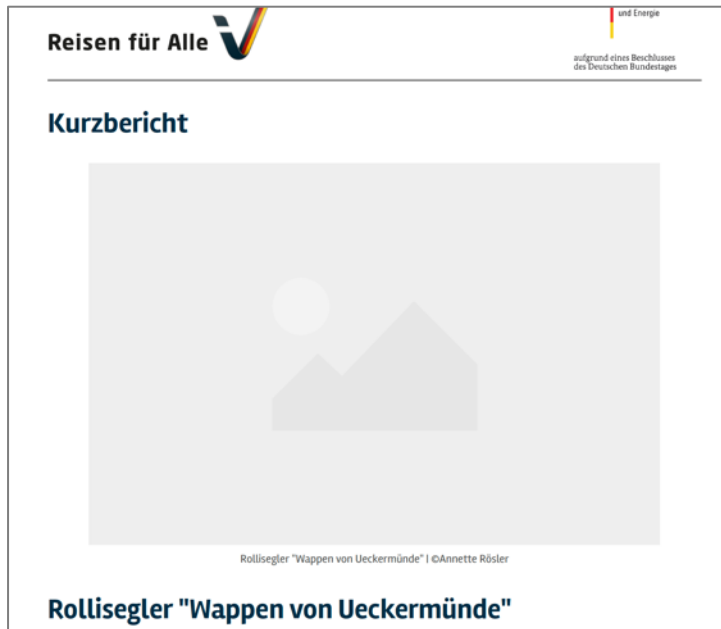 und Energie
Reisen für Alle
aufgrund eines Beschlusses
des Deutschen Bundestages
Kurzbericht
Rollisegler "Wappen von Ueckermünde" | ©Annette Rösler
Rollisegler "Wappen von Ueckermünde"